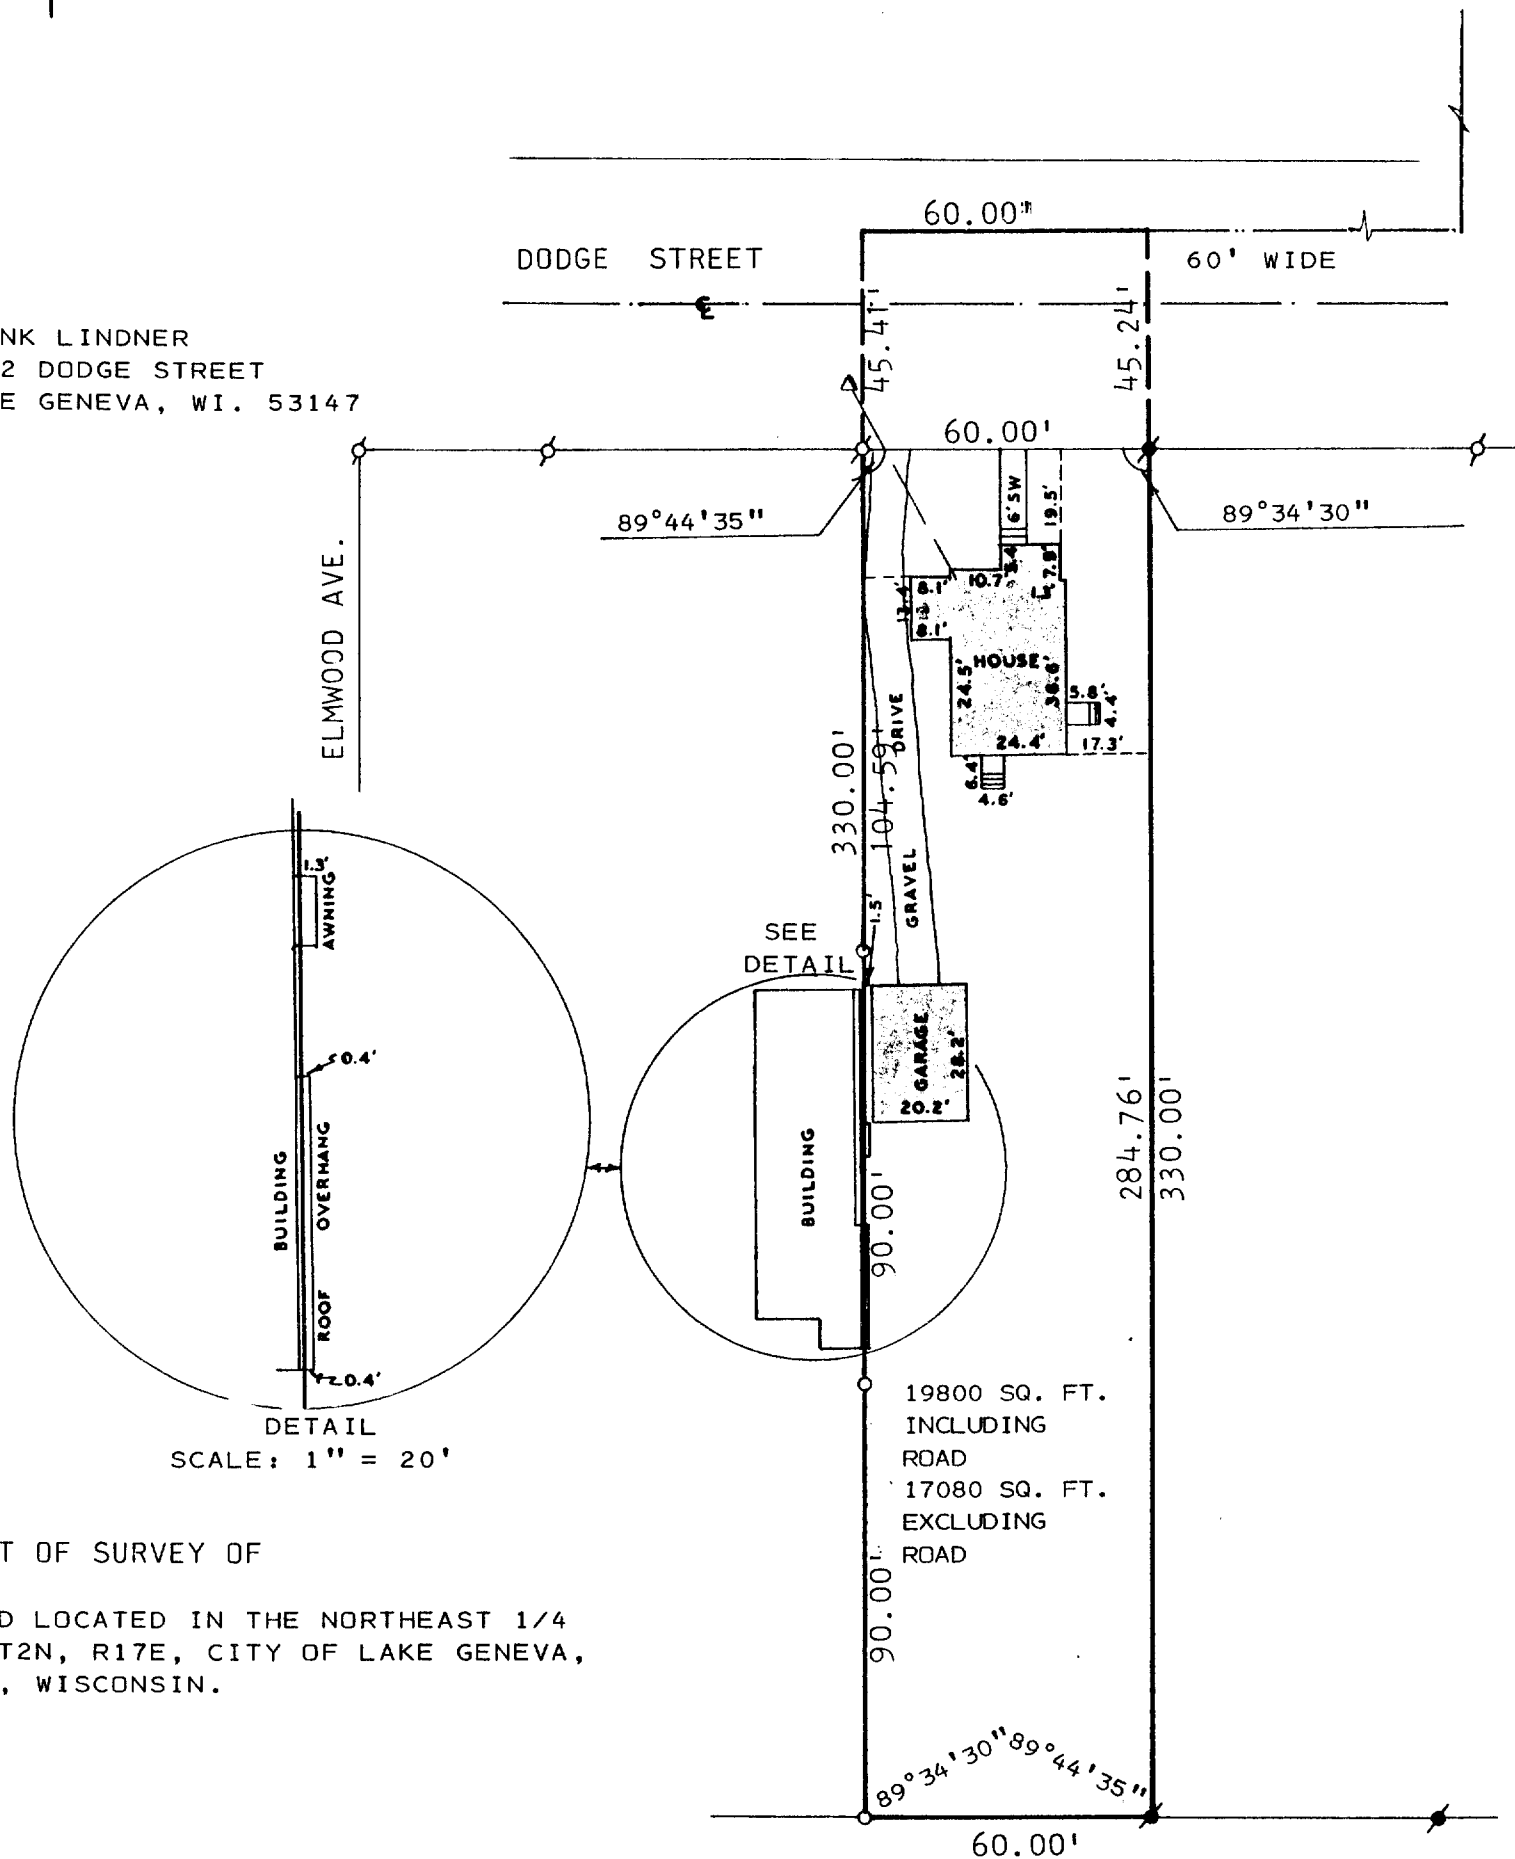 60.00"
DODGE STREET
60' WIDE
45.41'
45.24'
NK LINDNER
2 DODGE STREET
E GENEVA, WI. 53147
60.00'
89°44'35"
89°34'30"
6' SW
19.5'
5.4'
7.9'
10.7'
8.1'
13.4'
8.1'
ELMWOOD AVE.
HOUSE
24.5'
38.6'
5.8'
4.4'
24.4'
17.3'
6.4'
4.6'
DRIVE
330.00'
104.59'
GRAVEL
1.5'
SEE
DETAIL
GARAGE
28.2'
20.2'
BUILDING
90.00'
284.76'
330.00'
1.3'
AWNING
0.4'
BUILDING
ROOF OVERHANG
0.4'
DETAIL
SCALE: 1" = 20'
19800 SQ. FT.
INCLUDING
ROAD
17080 SQ. FT.
EXCLUDING
ROAD
T OF SURVEY OF
D LOCATED IN THE NORTHEAST 1/4
T2N, R17E, CITY OF LAKE GENEVA,
, WISCONSIN.
90.00'
89°34'30"
89°44'35"
60.00'